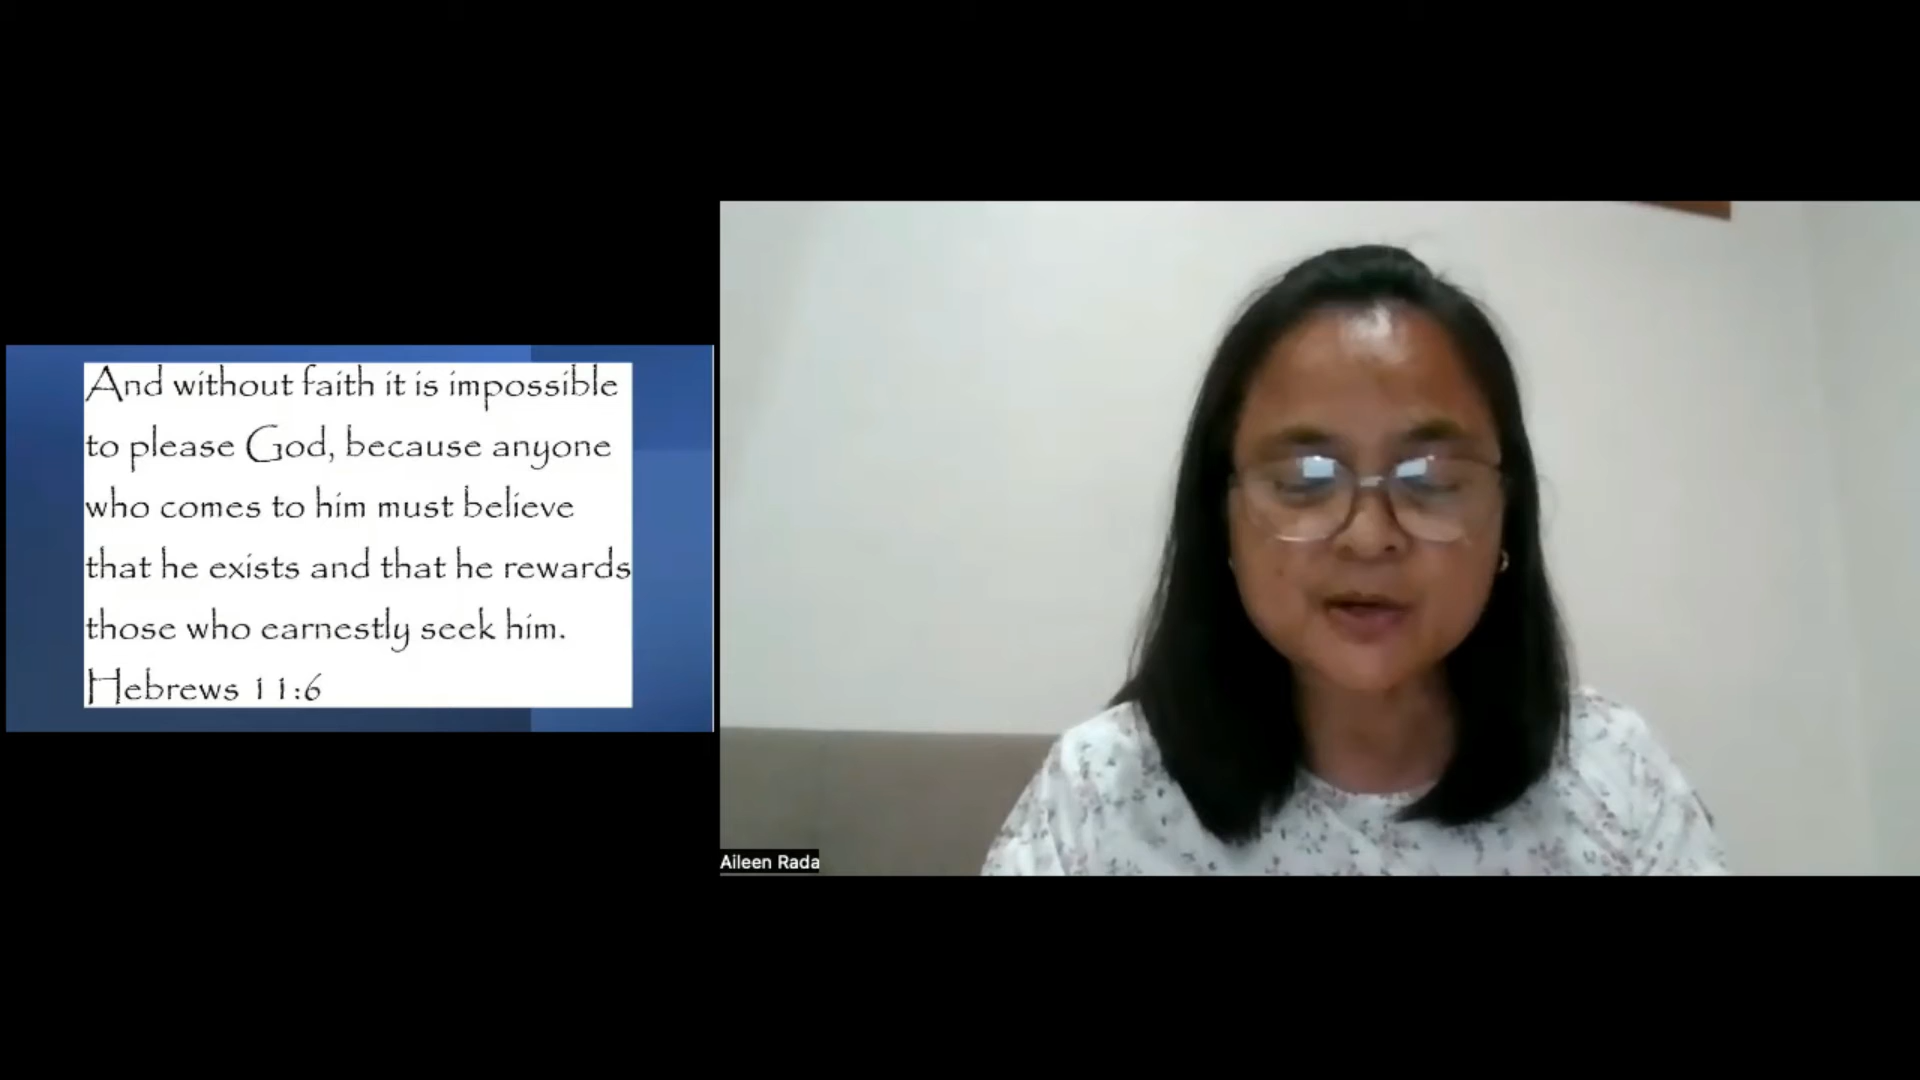 And without faith it is impossible
to please God, because anyone
who comes to him must believe
that he exists and that he rewards
those who earnestly seek him.
Hebrews 11:6
Aileen Rada